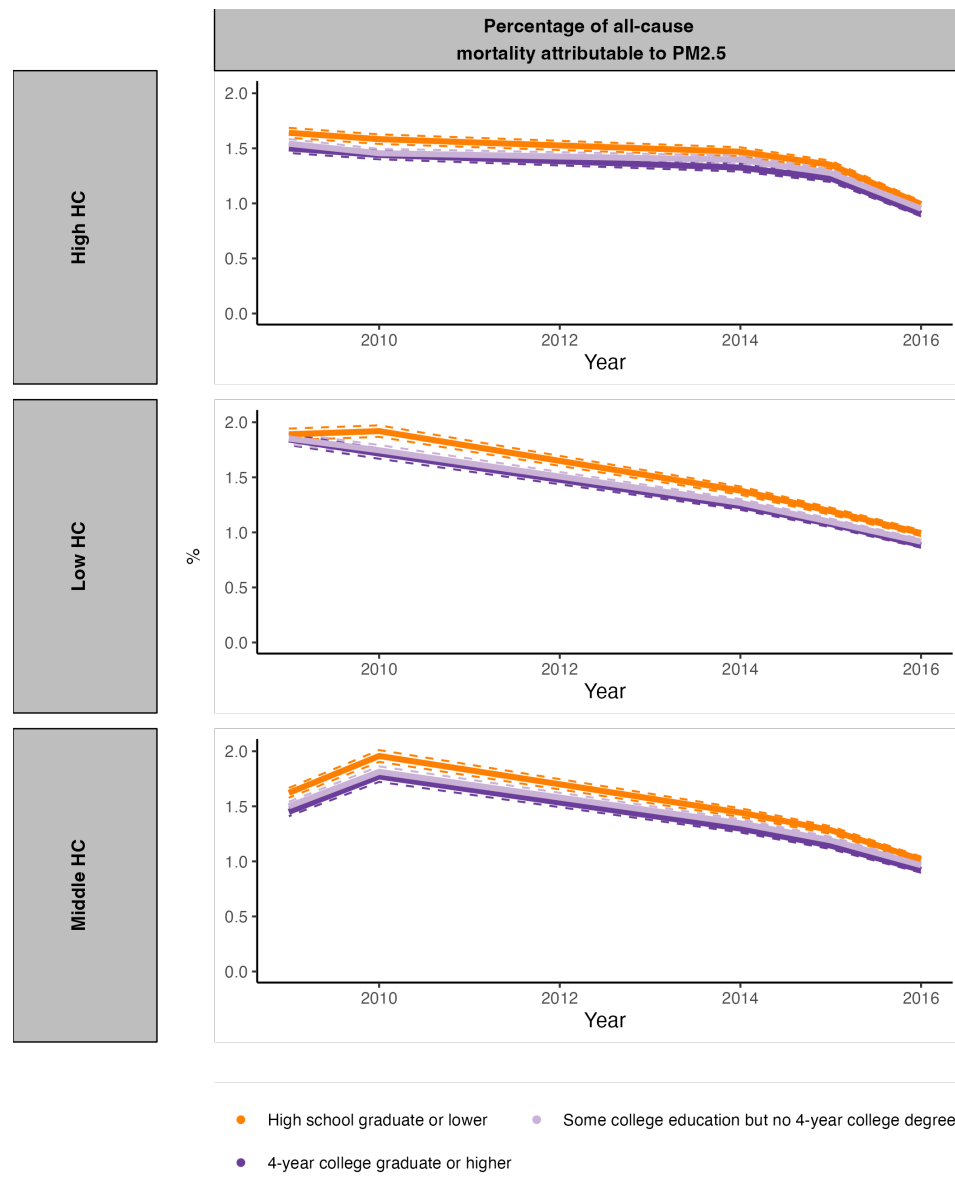 Percentage of all-cause
mortality attributable to PM2.5
High HC
2.0
1.5
1.0
0.5
0.0
2010 2012 2014 2016
Year
Low HC
%
2.0
1.5
1.0
0.5
0.0
2010 2012 2014 2016
Year
Middle HC
2.0
1.5
1.0
0.5
0.0
2010 2012 2014 2016
Year
High school graduate or lower Some college education but no 4-year college degree
4-year college graduate or higher